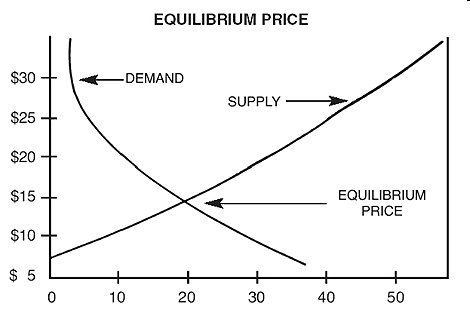 EQUILIBRIUM PRICE
$30
DEMAND
SUPPLY
$25
$20
$15
EQUILIBRIUM
PRICE
$10
$ 5
0 10 20 30 40 50